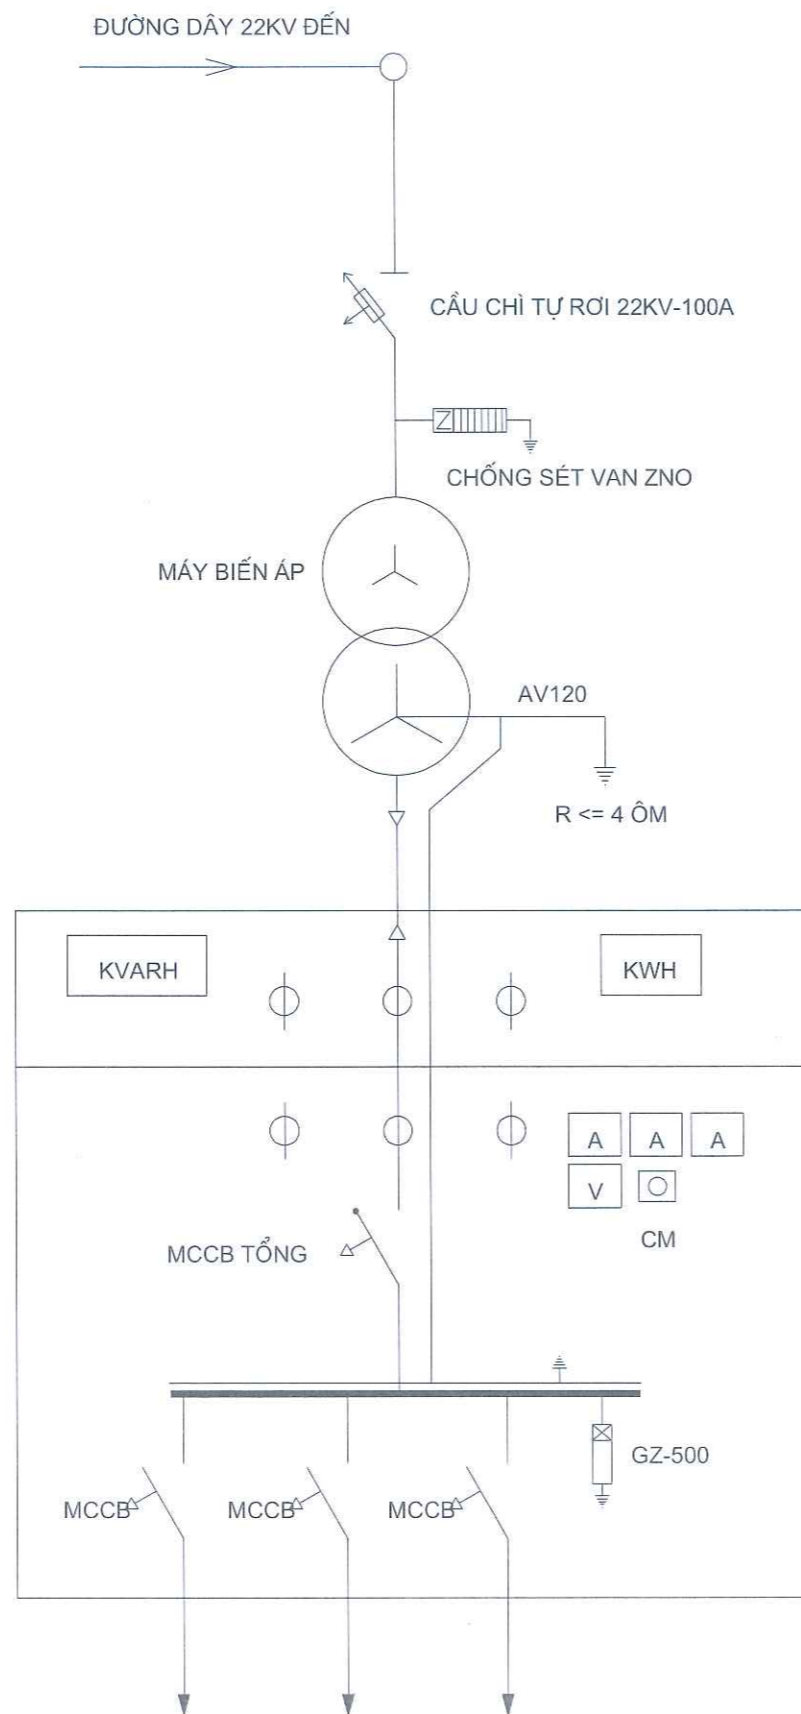 ĐƯỜNG DÂY 22KV ĐẾN
CẦU CHÌ TỰ RƠI 22KV-100A
Z
CHỐNG SÉT VAN ZNO
MÁY BIẾN ÁP
AV120
R <= 4 ÔM
KVARH
KWH
A A A
V
CM
MCCB TỔNG
GZ-500
MCCB MCCB MCCB